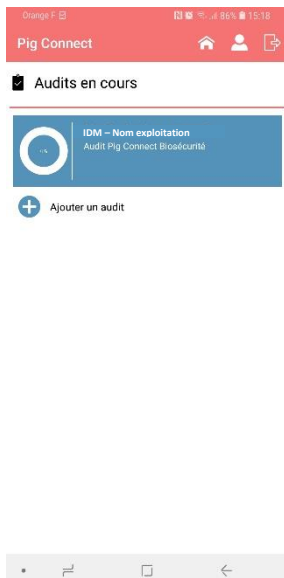 Orange F
86% 15:18
Pig Connect
Audits en cours
IDM – Nom exploitation
Audit Pig Connect Biosécurité
Ajouter un audit